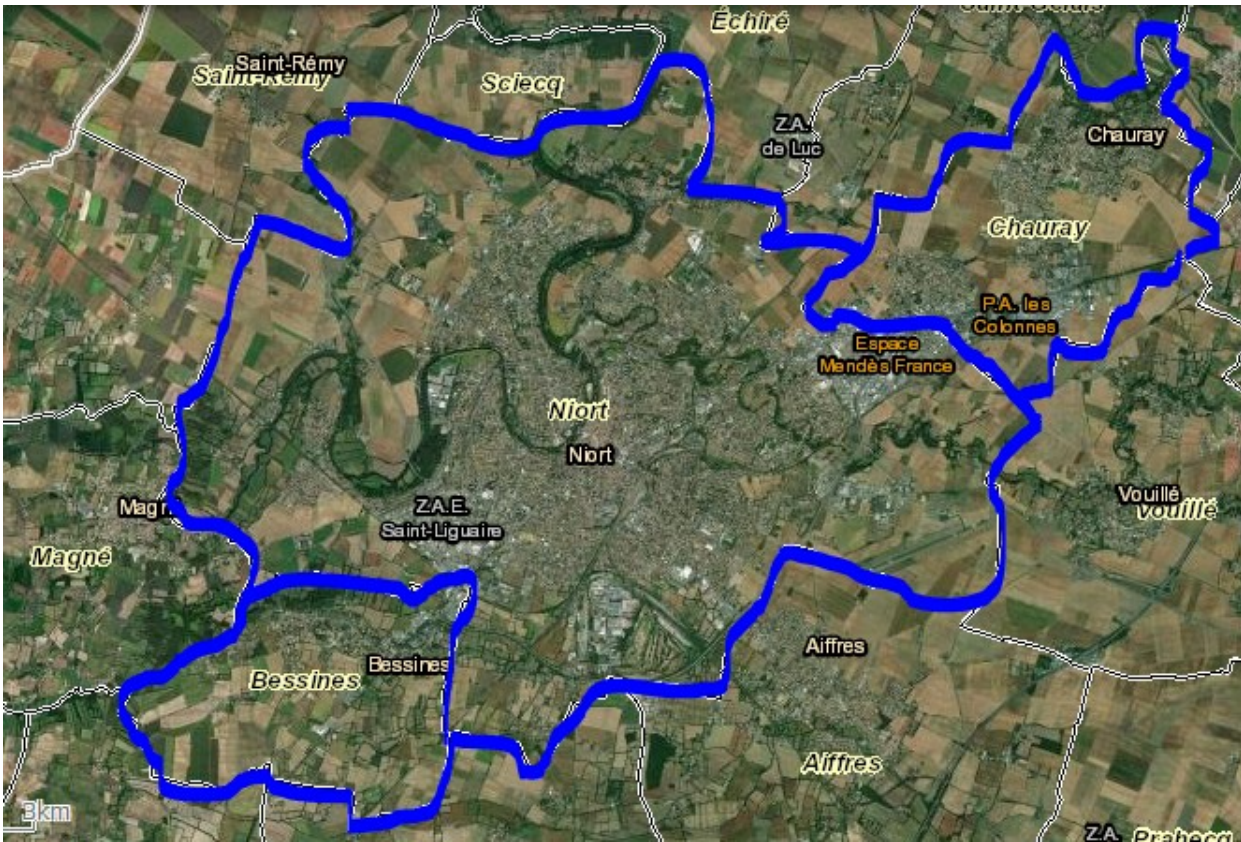 Échiré
Saint-Rémy
Saint-Rémy
Sciecq
Z.A.
de Luc
Chauray
Chauray
P.A. les
Colonnes
Espace
Mendès France
Niort
Niort
Z.A.E.
Saint-Liguaire
Magn
Vouillé
Vouillé
Magné
Aiffres
Bessines
Bessines
Aiffres
3km
Z.A.
Prahecq